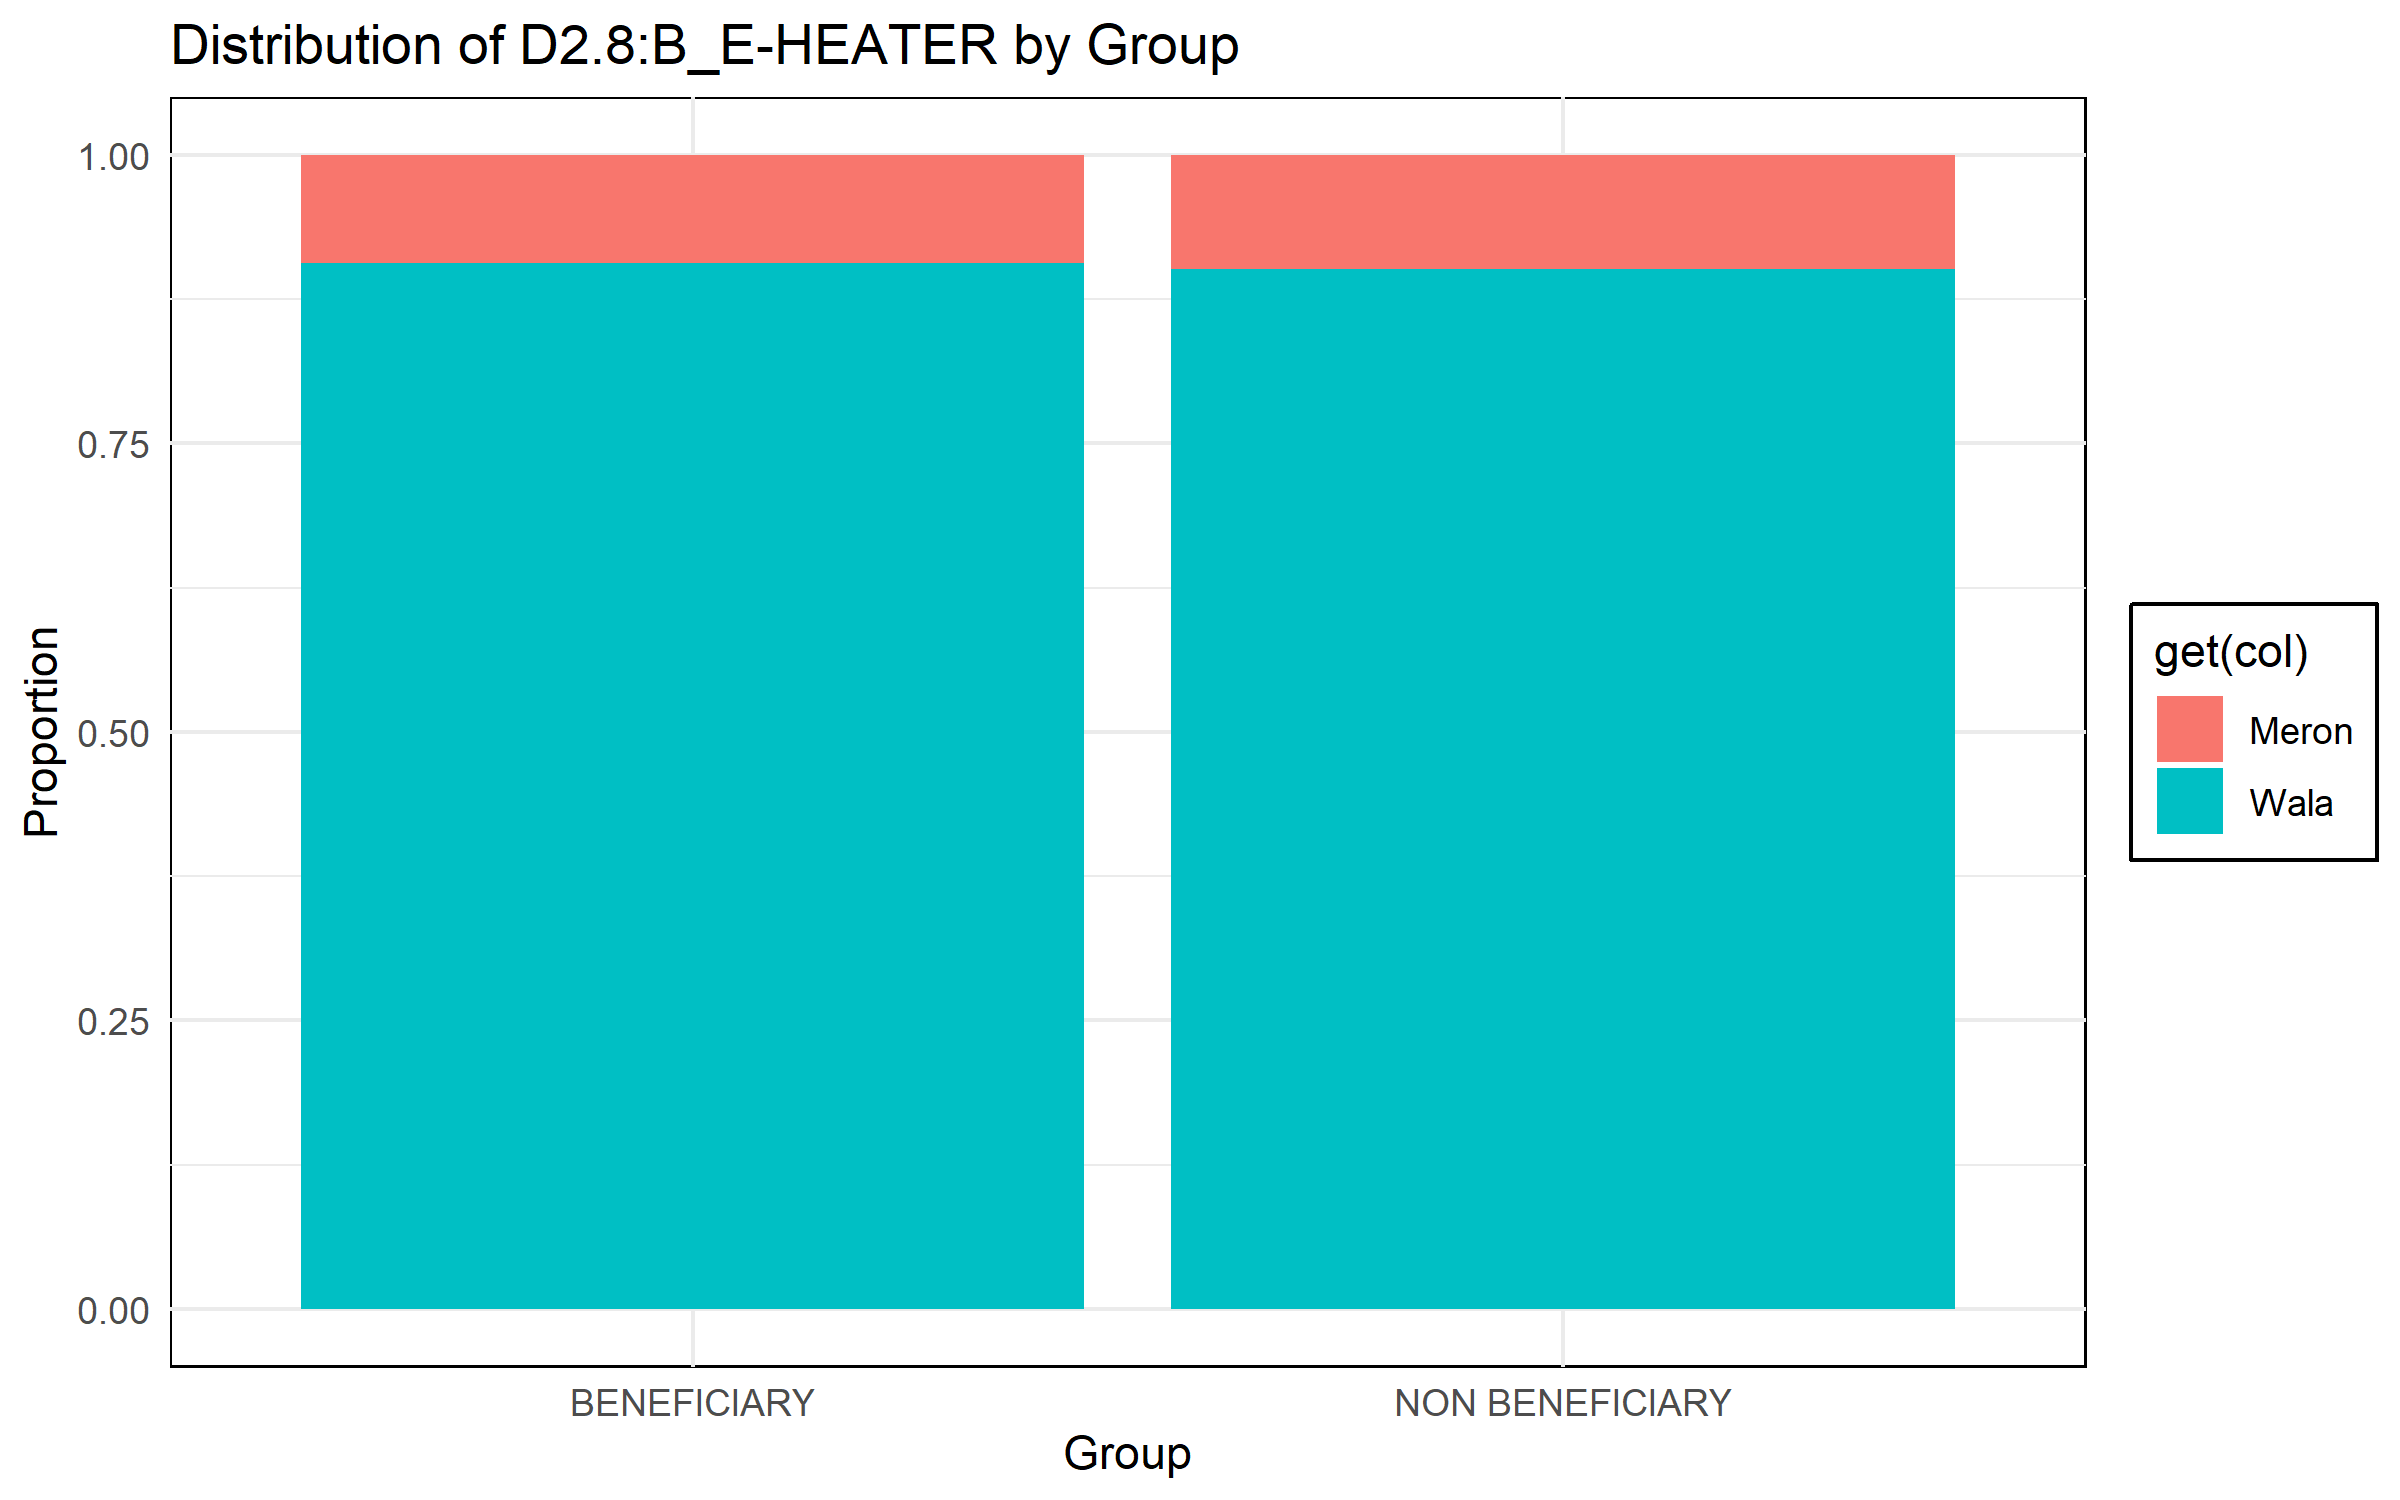 Distribution of D2.8:B_E-HEATER by Group
1.00
0.75
0.50
0.25
0.00
Proportion
BENEFICIARY
NON BENEFICIARY
Group
get(col)
Meron
Wala